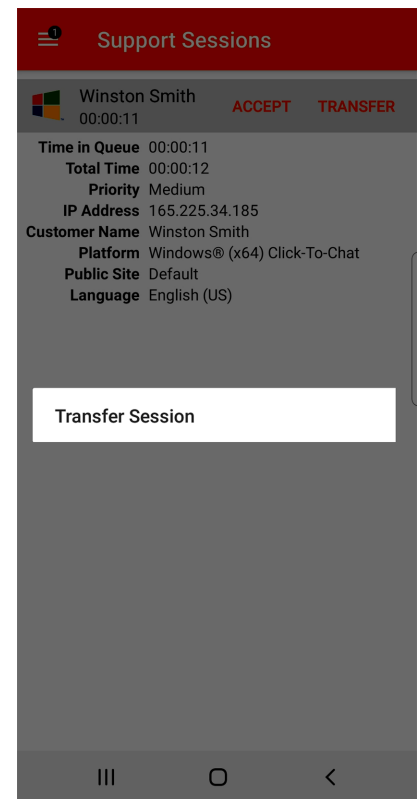 1
Support Sessions
Winston Smith
00:00:11
ACCEPT TRANSFER
Time in Queue 00:00:11
Total Time 00:00:12
Priority Medium
IP Address 165.225.34.185
Customer Name Winston Smith
Platform Windows® (x64) Click-To-Chat
Public Site Default
Language English (US)
Transfer Session